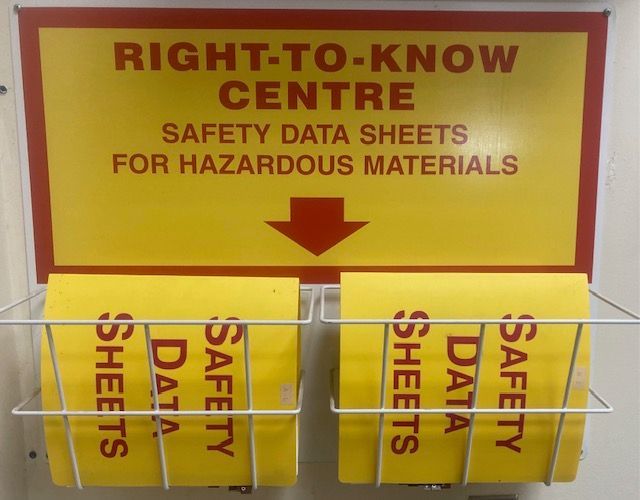 RIGHT-TO-KNOW
CENTRE
SAFETY DATA SHEETS
FOR HAZARDOUS MATERIALS
SAFETY
DATA
SHEETS
SAFETY
DATA
SHEETS